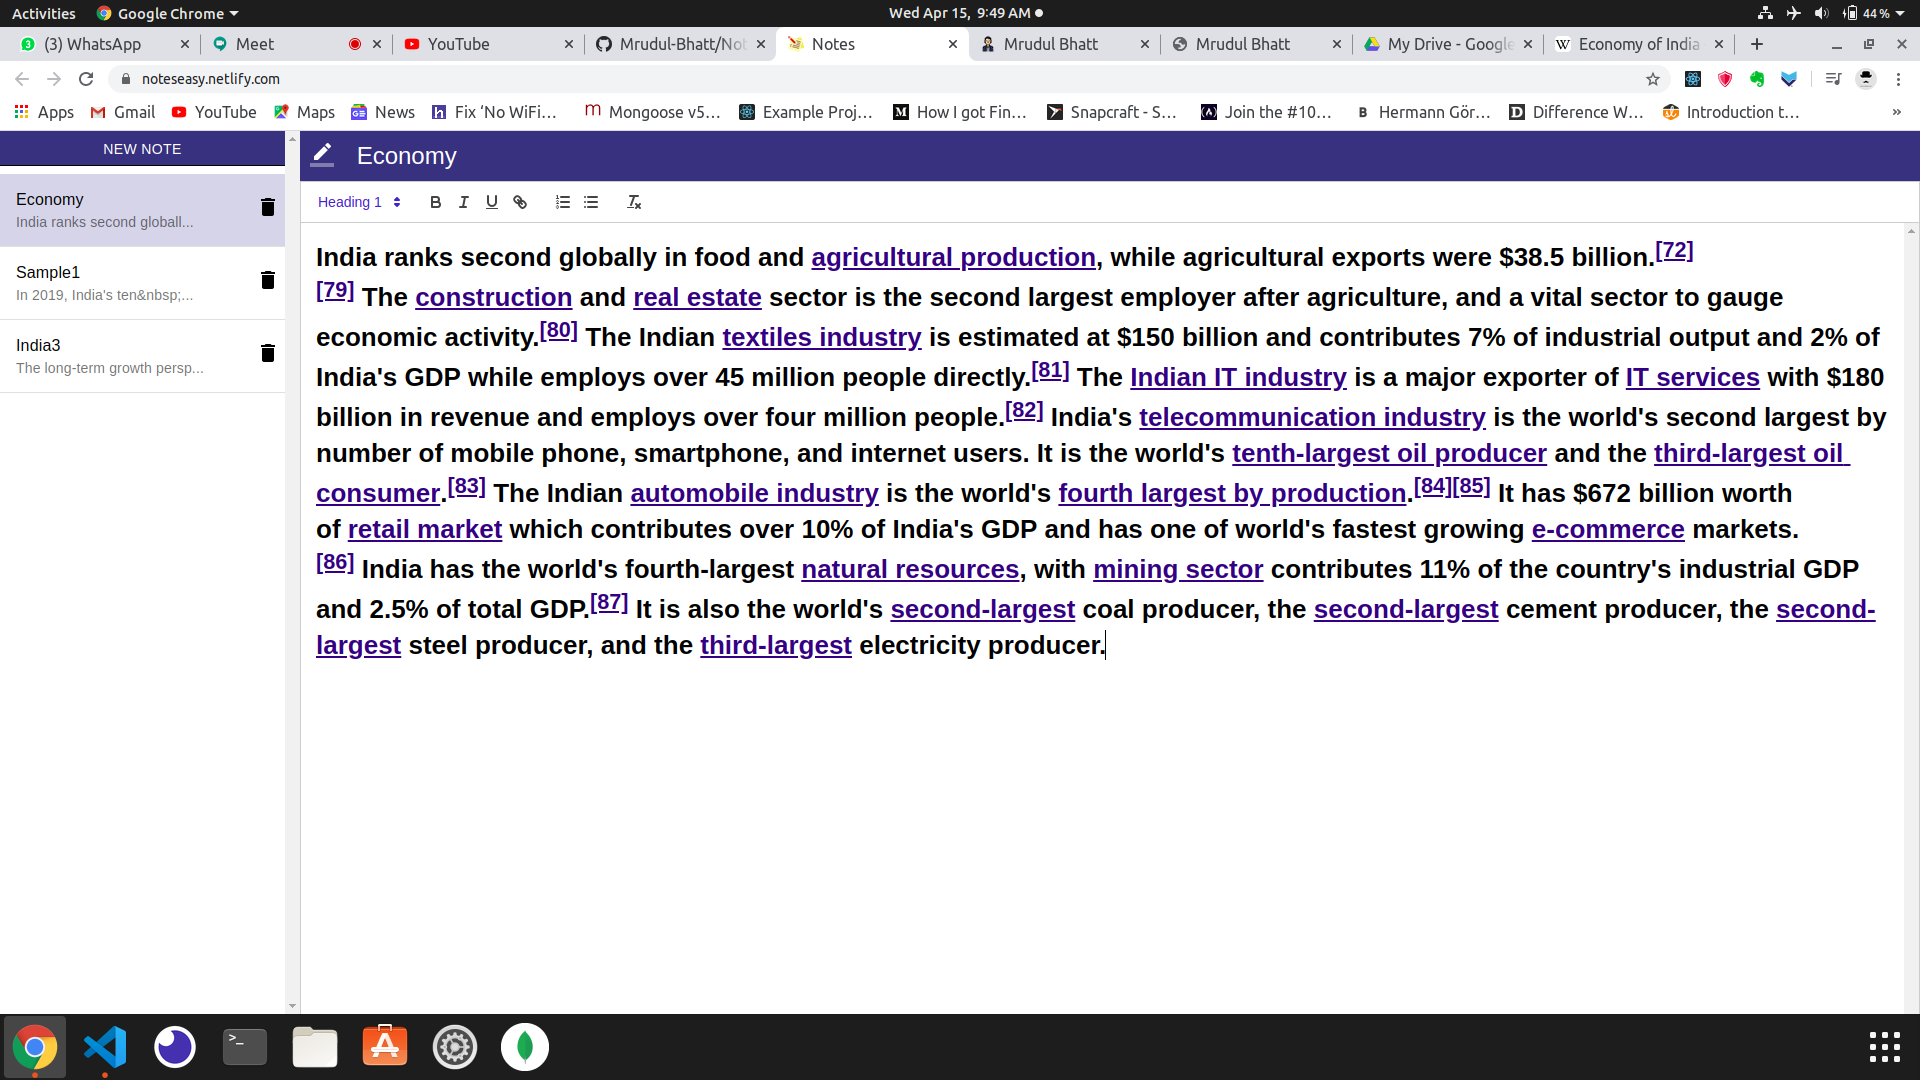 Activities Google Chrome Wed Apr 15, 9:49 AM 44 %
(3) WhatsApp Meet YouTube Mrudul-Bhatt/Not Notes Mrudul Bhatt Mrudul Bhatt My Drive - Google Economy of India
noteseasy.netlify.com
Apps Gmail YouTube Maps News Fix ‘No WiFi… Mongoose v5… Example Proj… How I got Fin… Snapcraft - S… Join the #10… Hermann Gör… Difference W… Introduction t… »
NEW NOTE
Economy
India ranks second globall...
Sample1
In 2019, India's ten&nbsp;...
India3
The long-term growth persp...
Economy
Heading 1 B I U
India ranks second globally in food and agricultural production, while agricultural exports were $38.5 billion.[72]
[79] The construction and real estate sector is the second largest employer after agriculture, and a vital sector to gauge
economic activity.[80] The Indian textiles industry is estimated at $150 billion and contributes 7% of industrial output and 2% of
India's GDP while employs over 45 million people directly.[81] The Indian IT industry is a major exporter of IT services with $180
billion in revenue and employs over four million people.[82] India's telecommunication industry is the world's second largest by
number of mobile phone, smartphone, and internet users. It is the world's tenth-largest oil producer and the third-largest oil
consumer.[83] The Indian automobile industry is the world's fourth largest by production.[84][85] It has $672 billion worth
of retail market which contributes over 10% of India's GDP and has one of world's fastest growing e-commerce markets.
[86] India has the world's fourth-largest natural resources, with mining sector contributes 11% of the country's industrial GDP
and 2.5% of total GDP.[87] It is also the world's second-largest coal producer, the second-largest cement producer, the second-
largest steel producer, and the third-largest electricity producer.